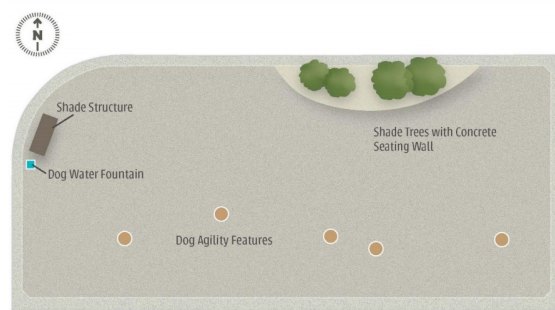 N
Shade Structure
Shade Trees with Concrete
Seating Wall
Dog Water Fountain
Dog Agility Features